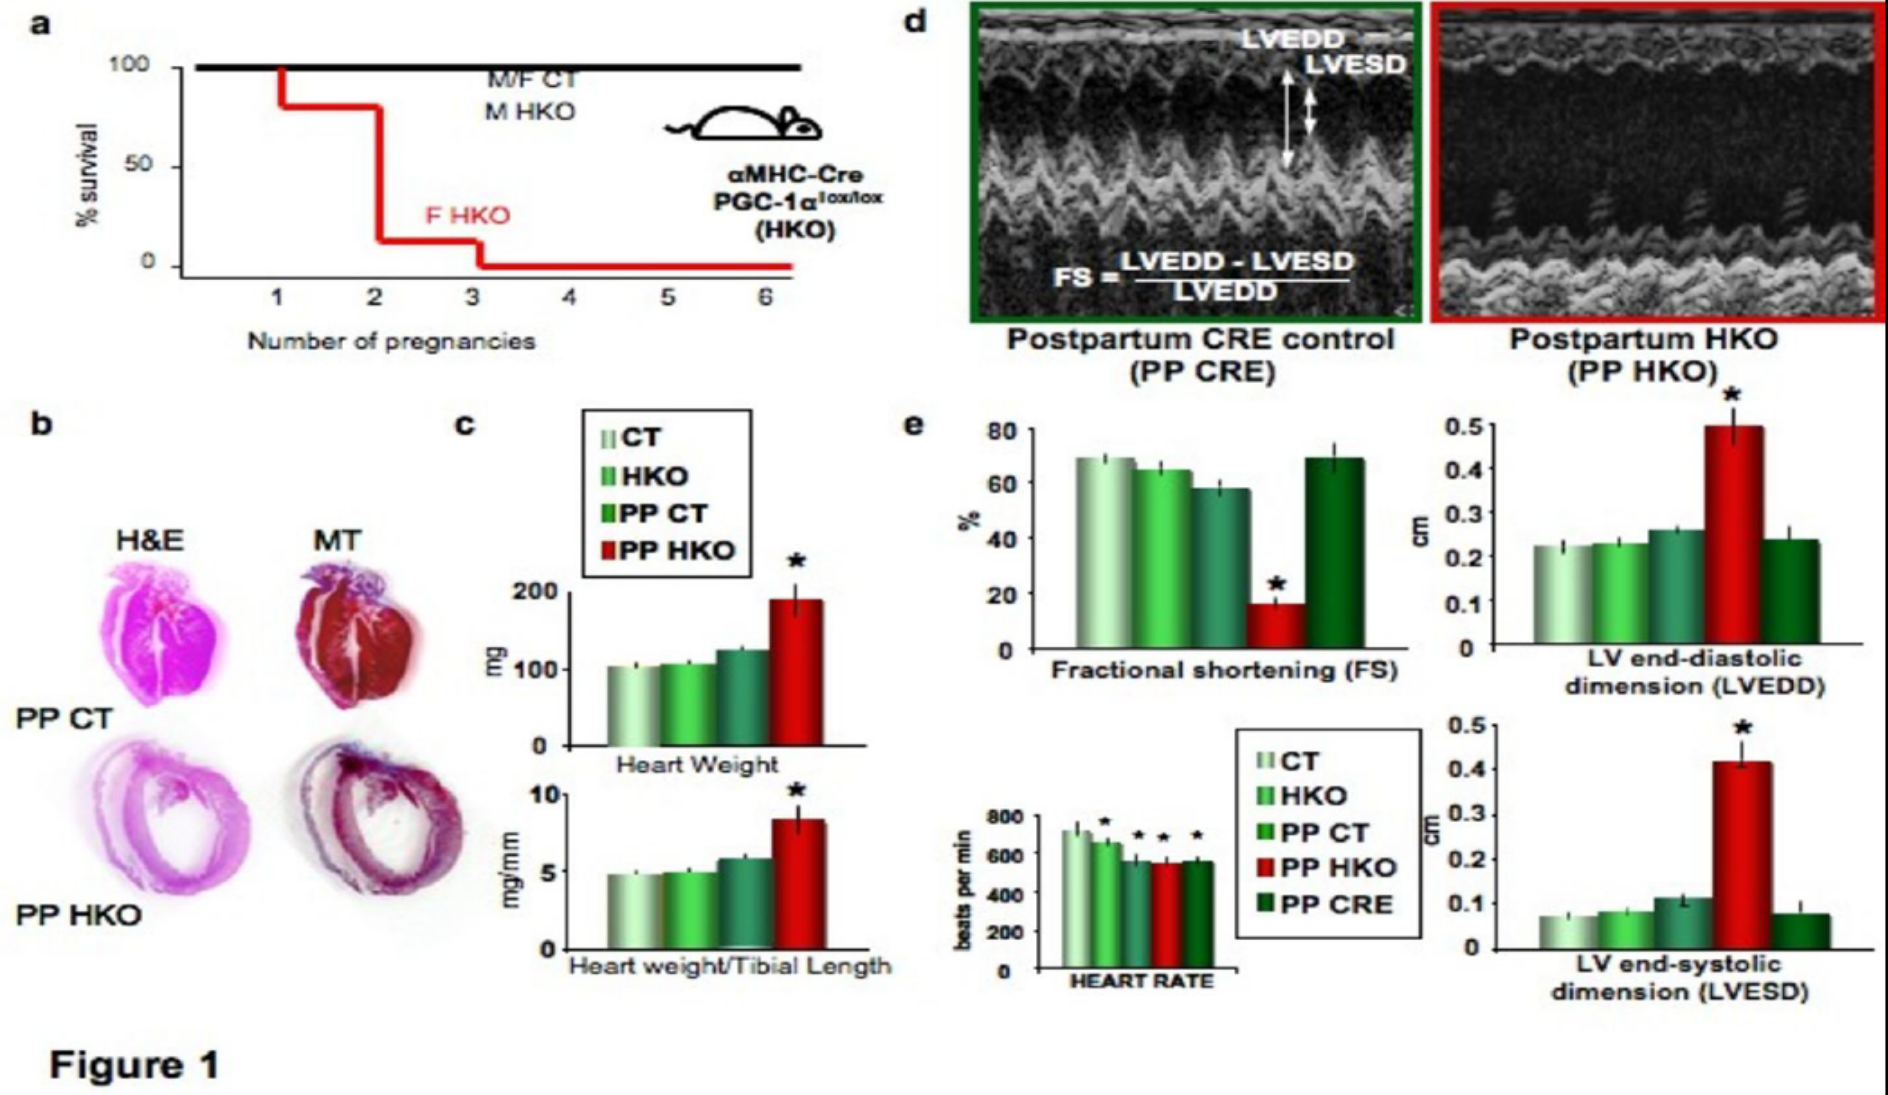 a
100
50
0
% survival
M/F CT
M HKO
F HKO
αMHC-Cre
PGC-1αlox/lox
(HKO)
1 2 3 4 5 6
Number of pregnancies
b
H&E MT
PP CT
PP HKO
c
CT
HKO
PP CT
PP HKO
*
200
100
0
mg
Heart Weight
*
10
5
0
mg/mm
Heart weight/Tibial Length
d
LVEDD
LVESD
FS = LVEDD - LVESD
LVEDD
Postpartum CRE control
(PP CRE)
Postpartum HKO
(PP HKO)
e
80
60
40
20
0
%
*
Fractional shortening (FS)
*
0.5
0.4
0.3
0.2
0.1
0
cm
LV end-diastolic
dimension (LVEDD)
800
600
400
200
0
beats per min
* * * *
HEART RATE
CT
HKO
PP CT
PP HKO
PP CRE
*
0.5
0.4
0.3
0.2
0.1
0
cm
LV end-systolic
dimension (LVESD)
Figure 1